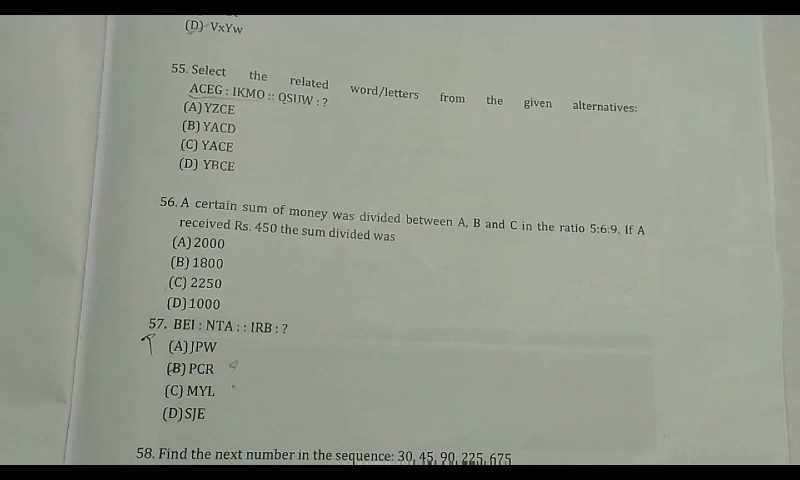 (D) VxYw
55. Select the related word/letters from the given alternatives:
ACEG : IKMO :: QSUW : ?
(A) YZCE
(B) YACD
(C) YACE
(D) YBCE
56. A certain sum of money was divided between A, B and C in the ratio 5:6:9. If A
received Rs. 450 the sum divided was
(A) 2000
(B) 1800
(C) 2250
(D) 1000
57. BEI : NTA : : IRB : ?
(A) JPW
(B) PCR
(C) MYL
(D) SJE
58. Find the next number in the sequence: 30, 45, 90, 225, 675